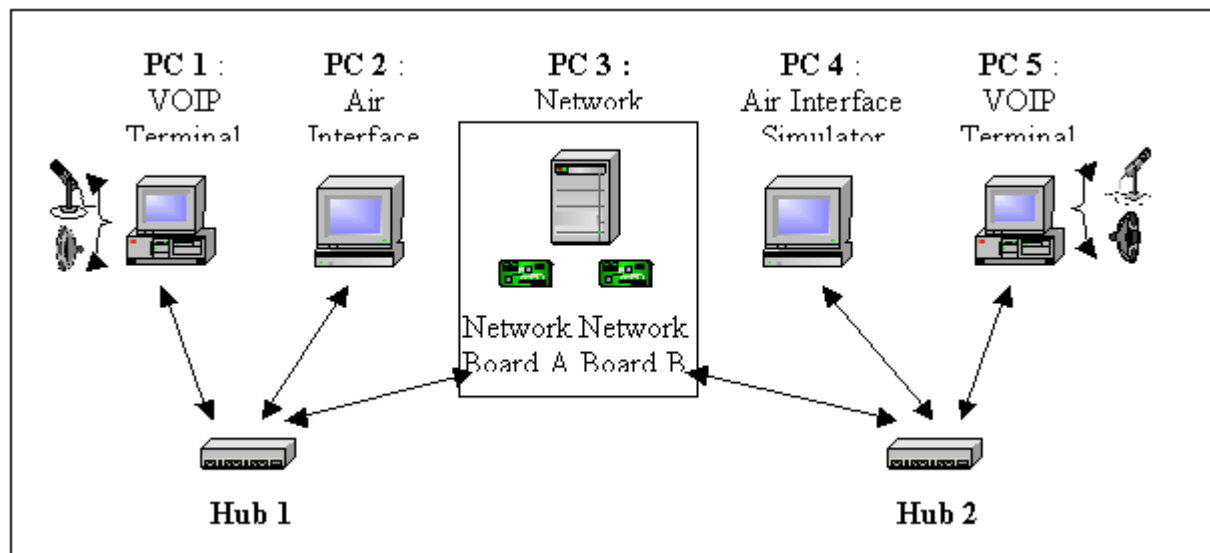 PC 1 :
VOIP
Terminal
PC 2 :
Air
Interface
PC 3 :
Network
PC 4 :
Air Interface
Simulator
PC 5 :
VOIP
Terminal
Network Network
Board A Board B
Hub 1
Hub 2